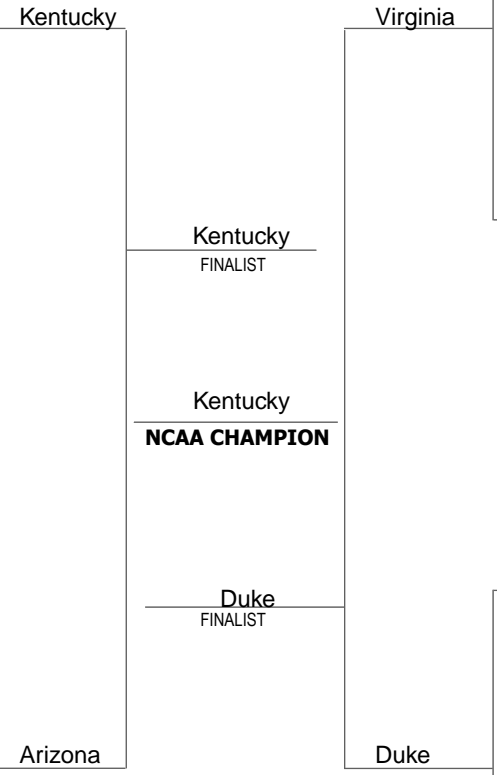 Kentucky
Virginia
Kentucky
FINALIST
Kentucky
NCAA CHAMPION
Duke
FINALIST
Arizona
Duke